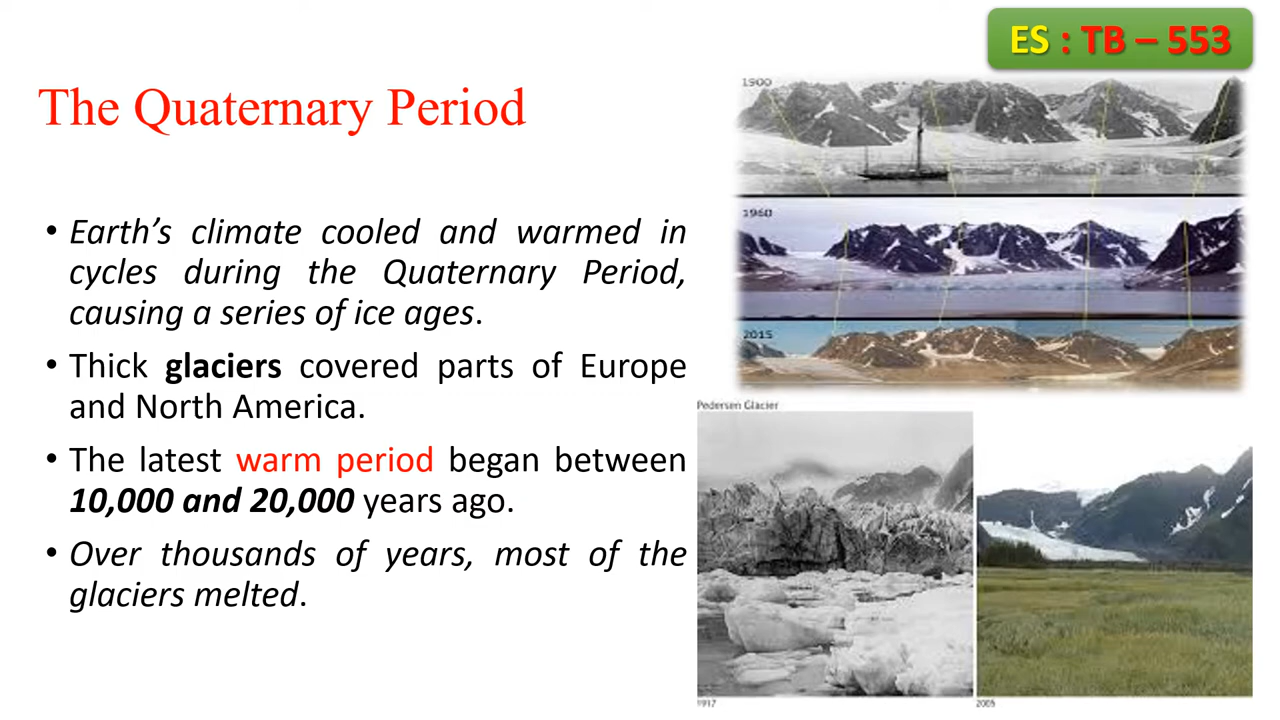 ES : TB – 553
The Quaternary Period
• Earth’s climate cooled and warmed in
cycles during the Quaternary Period,
causing a series of ice ages.
• Thick glaciers covered parts of Europe
and North America.
• The latest warm period began between
10,000 and 20,000 years ago.
• Over thousands of years, most of the
glaciers melted.
1900
1960
2015
Pedersen Glacier
1917
2005